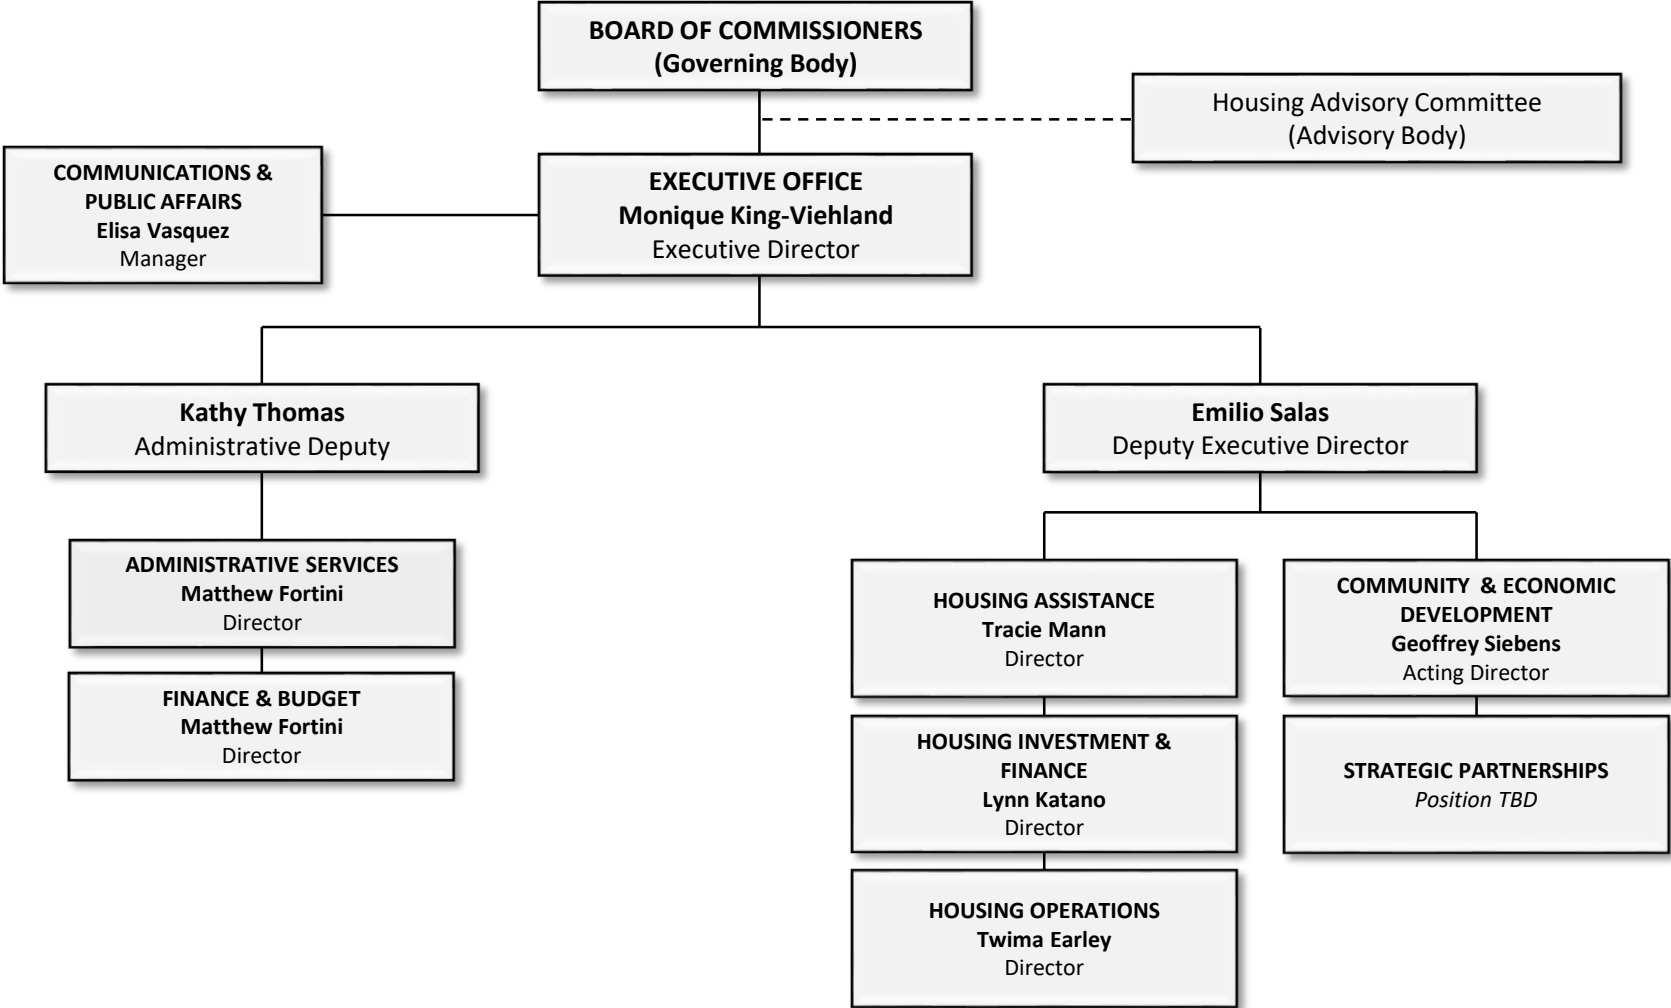 BOARD OF COMMISSIONERS
(Governing Body)
Housing Advisory Committee
(Advisory Body)
COMMUNICATIONS &
PUBLIC AFFAIRS
Elisa Vasquez
Manager
EXECUTIVE OFFICE
Monique King-Viehland
Executive Director
Kathy Thomas
Administrative Deputy
Emilio Salas
Deputy Executive Director
ADMINISTRATIVE SERVICES
Matthew Fortini
Director
FINANCE & BUDGET
Matthew Fortini
Director
HOUSING ASSISTANCE
Tracie Mann
Director
HOUSING INVESTMENT &
FINANCE
Lynn Katano
Director
HOUSING OPERATIONS
Twima Earley
Director
COMMUNITY & ECONOMIC
DEVELOPMENT
Geoffrey Siebens
Acting Director
STRATEGIC PARTNERSHIPS
Position TBD